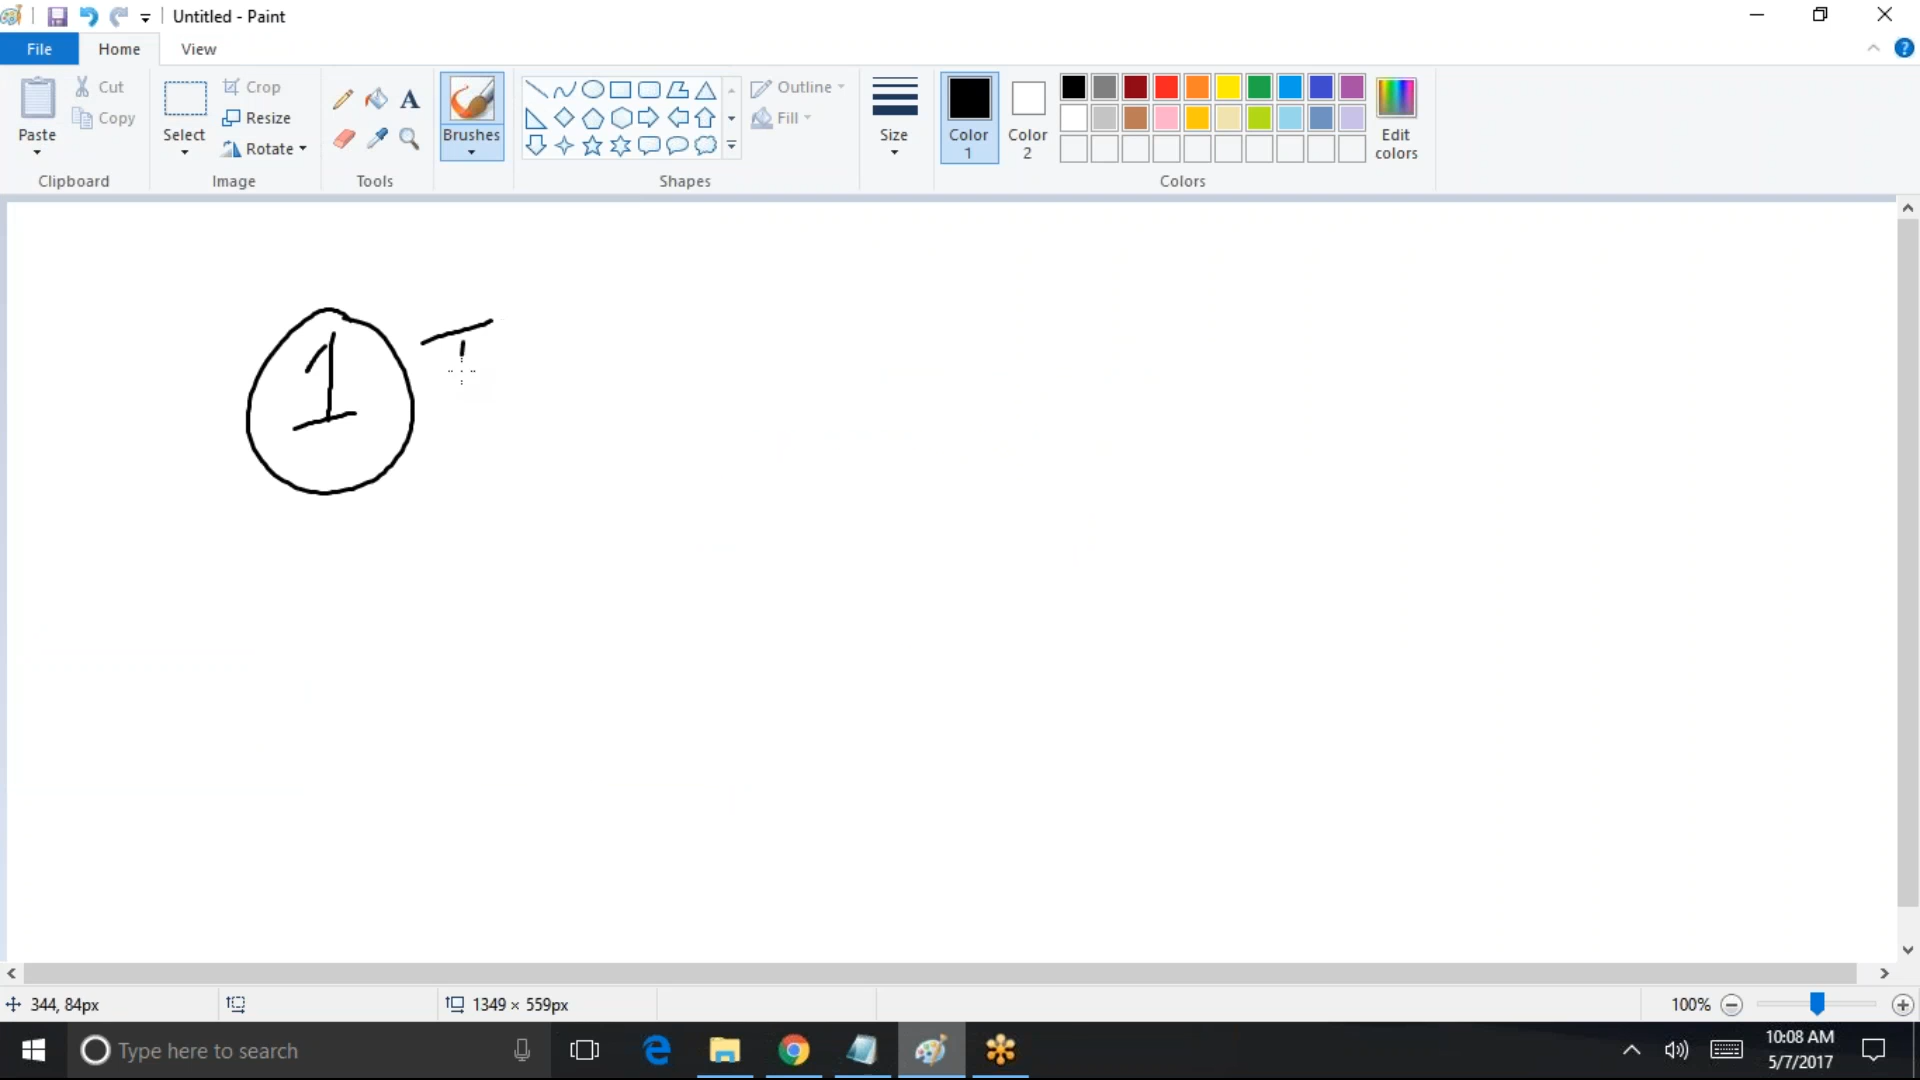 Untitled - Paint
File Home View
Paste
Cut
Copy
Clipboard
Select
Crop
Resize
Rotate
Image
A
Tools
Brushes
Shapes
Outline
Fill
Size
Color 1
Color 2
Edit colors
Colors
1 T
344, 84px
1349 × 559px
100%
Type here to search
10:08 AM
5/7/2017